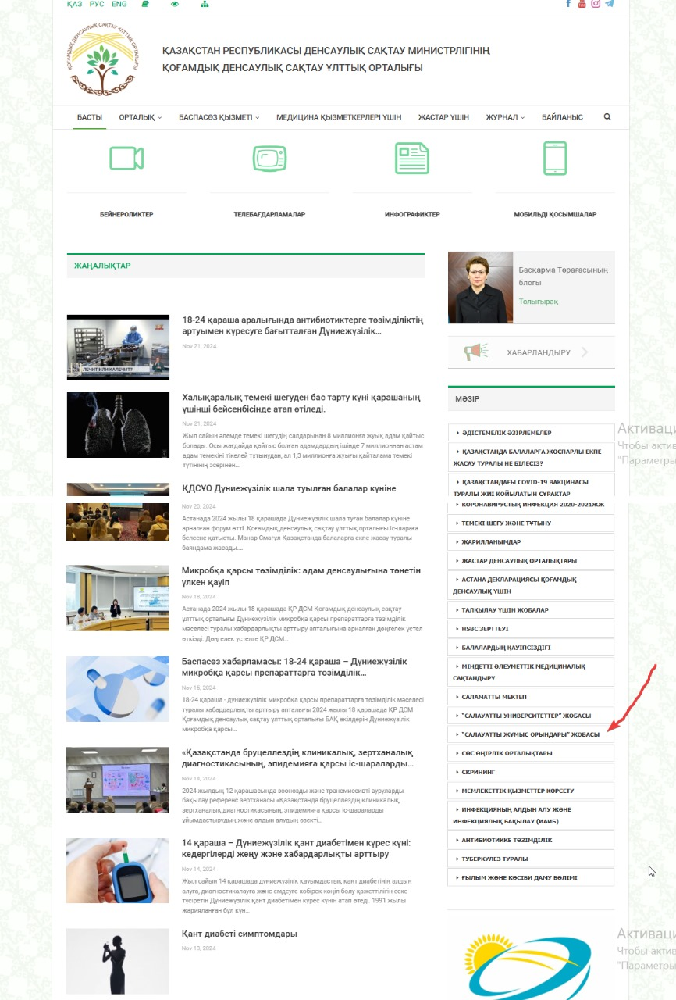 ҚАЗ РУС ENG
ҚОҒАМДЫҚ ДЕНСАУЛЫҚ САҚТАУ ҰЛТТЫҚ ОРТАЛЫҒЫ
ҚАЗАҚСТАН РЕСПУБЛИКАСЫ ДЕНСАУЛЫҚ САҚТАУ МИНИСТРЛІГІНІҢ
ҚОҒАМДЫҚ ДЕНСАУЛЫҚ САҚТАУ ҰЛТТЫҚ ОРТАЛЫҒЫ
БАСТЫ ОРТАЛЫҚ БАСПАСӨЗ ҚЫЗМЕТІ МЕДИЦИНА ҚЫЗМЕТКЕРЛЕРІ ҮШІН ЖАСТАР ҮШІН ЖУРНАЛ БАЙЛАНЫС
БЕЙНЕРОЛИКТЕР ТЕЛЕБАҒДАРЛАМАЛАР ИНФОГРАФИКТЕР МОБИЛЬДІ ҚОСЫМШАЛАР
ЖАҢАЛЫҚТАР
18-24 қараша аралығында антибиотиктерге төзімділіктің
артуымен күресуге бағытталған Дүниежүзілік...
Nov 21, 2024
ЛЕЧИТ ИЛИ КАЛЕЧИТ?
Халықаралық темекі шегуден бас тарту күні қарашаның
үшінші бейсенбісінде атап өтіледі.
Nov 21, 2024
Жыл сайын әлемде темекі шегудің салдарынан 8 миллионға жуық адам қайтыс
болады. Осы жағдайда қайтыс болған адамдардың ішінде 7 миллионнан астам
адам темекіні тікелей тұтынудан, ал 1,3 миллионға жуығы қайталама темекі
түтінінің әсерінен...
ҚДСҰО Дүниежүзілік шала туылған балалар күніне
Nov 20, 2024
Астанада 2024 жылы 18 қарашада Дүниежүзілік шала туған балалар күніне
арналған форум өтті. Қоғамдық денсаулық сақтау ұлттық орталығы іс-шараға
белсене қатысты. Манар Смағұл Қазақстанда балаларға екпе жасау туралы
баяндама жасады....
Микробқа қарсы төзімділік: адам денсаулығына төнетін
үлкен қауіп
Nov 18, 2024
Астанада 2024 жылы 18 қарашада ҚР ДСМ Қоғамдық денсаулық сақтау
ұлттық орталығы Дүниежүзілік микробқа қарсы препараттарға төзімділік
мәселесі туралы хабардарлықты арттыру апталығына арналған дөңгелек үстел
өткізді. Дөңгелек үстелге ҚР ДСМ...
Баспасөз хабарламасы: 18-24 қараша – Дүниежүзілік
микробқа қарсы препараттарға төзімділік...
Nov 15, 2024
18-24 қараша - дүниежүзілік микробқа қарсы препараттарға төзімділік мәселесі
туралы хабардарлықты арттыру апталығы 2024 жылы 18 қарашада ҚР ДСМ
Қоғамдық денсаулық сақтау ұлттық орталығы БАҚ өкілдерін Дүниежүзілік
микробқа қарсы...
«Қазақстанда бруцеллездің клиникалық, зертханалық
диагностикасының, эпидемияға қарсы іс-шараларды...
Nov 14, 2024
2024 жылдың 12 қарашасында зоонозды және трансмиссивті ауруларды
бақылау референс зертханасы «Қазақстанда бруцеллездің клиникалық,
зертханалық диагностикасының, эпидемияға қарсы іс-шараларды
ұйымдастырудың және алдын алудың өзекті...
14 қараша – Дүниежүзілік қант диабетімен күрес күні:
кедергілерді жеңу және хабардарлықты арттыру
Nov 14, 2024
Жыл сайын 14 қарашада дүниежүзілік қауымдастық қант диабетінің алдын
алуға, диагностикалауға және емдеуге көбірек көңіл бөлу қажеттілігін еске
түсіретін Дүниежүзілік қант диабетімен күрес күнін атап өтеді. 1991 жылы
жарияланған бұл күн...
Қант диабеті симптомдары
Nov 13, 2024
Басқарма Төрағасының
блогы
Толығырақ
ХАБАРЛАНДЫРУ
МӘЗІР
ӘДІСТЕМЕЛІК ӘЗІРЛЕМЕЛЕР
ҚАЗАҚСТАНДА БАЛАЛАРҒА ЖОСПАРЛЫ ЕКПЕ
ЖАСАУ ТУРАЛЫ НЕ БІЛЕСІЗ?
ҚАЗАҚСТАНДАҒЫ COVID-19 ВАКЦИНАСЫ
ТУРАЛЫ ЖИІ ҚОЙЫЛАТЫН СҰРАҚТАР
КОРОНАВИРУСТЫҚ ИНФЕКЦИЯ 2020-2021ЖЖ
ТЕМЕКІ ШЕГУ ЖӘНЕ ТҰТЫНУ
ЖАРИЯЛАНЫМДАР
ЖАСТАР ДЕНСАУЛЫҚ ОРТАЛЫҚТАРЫ
АСТАНА ДЕКЛАРАЦИЯСЫ ҚОҒАМДЫҚ
ДЕНСАУЛЫҚ ҮШІН
ТАЛҚЫЛАУ ҮШІН ЖОБАЛАР
HSBC ЗЕРТТЕУІ
БАЛАЛАРДЫҢ ҚАУІПСІЗДІГІ
МІНДЕТТІ ӘЛЕУМЕТТІК МЕДИЦИНАЛЫҚ
САҚТАНДЫРУ
САЛАМАТТЫ МЕКТЕП
"САЛАУАТТЫ УНИВЕРСИТЕТТЕР" ЖОБАСЫ
"САЛАУАТТЫ ЖҰМЫС ОРЫНДАРЫ" ЖОБАСЫ
СӨС ӨҢІРЛІК ОРТАЛЫҚТАРЫ
СКРИНИНГ
МЕМЛЕКЕТТІК ҚЫЗМЕТТЕР КӨРСЕТУ
ИНФЕКЦИЯНЫҢ АЛДЫН АЛУ ЖӘНЕ
ИНФЕКЦИЯЛЫҚ БАҚЫЛАУ (ИАИБ)
АНТИБИОТИККЕ ТӨЗІМДІЛІК
ТУБЕРКУЛЕЗ ТУРАЛЫ
ҒЫЛЫМ ЖӘНЕ КӘСІБИ ДАМУ БӨЛІМІ
Активаци
Чтобы актив
"Параметры
Активаци
Чтобы актив
"Параметры